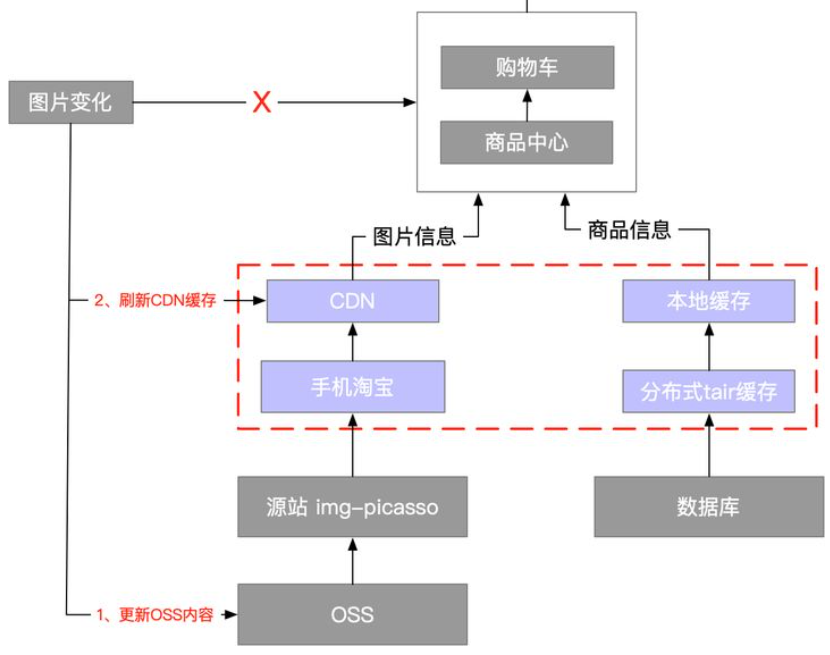 购物车
图片变化
X
商品中心
图片信息
商品信息
2、刷新CDN缓存
CDN
本地缓存
手机淘宝
分布式tair缓存
源站 img-picasso
数据库
1、更新OSS内容
OSS